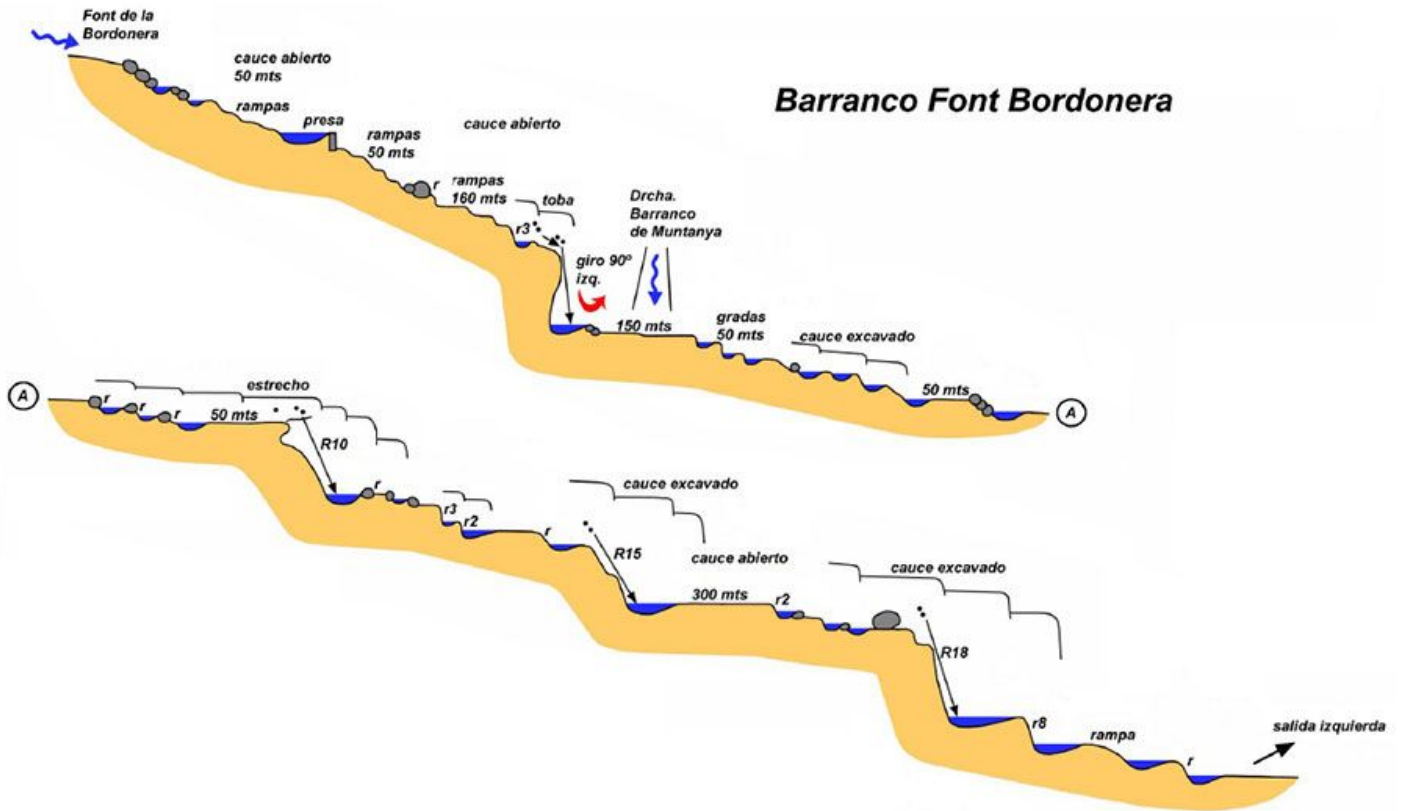 Font de la
Bordonera
cauce abierto
50 mts
Barranco Font Bordonera
rampas
presa
cauce abierto
rampas
50 mts
r
rampas
160 mts
toba
Drcha.
Barranco
de Muntanya
r3
giro 90º
izq.
150 mts
gradas
50 mts
cauce excavado
50 mts
A
A
estrecho
r
r
r
50 mts
R10
r
r3
r2
r
cauce excavado
R15
cauce abierto
300 mts
r2
cauce excavado
R18
r8
rampa
r
salida izquierda